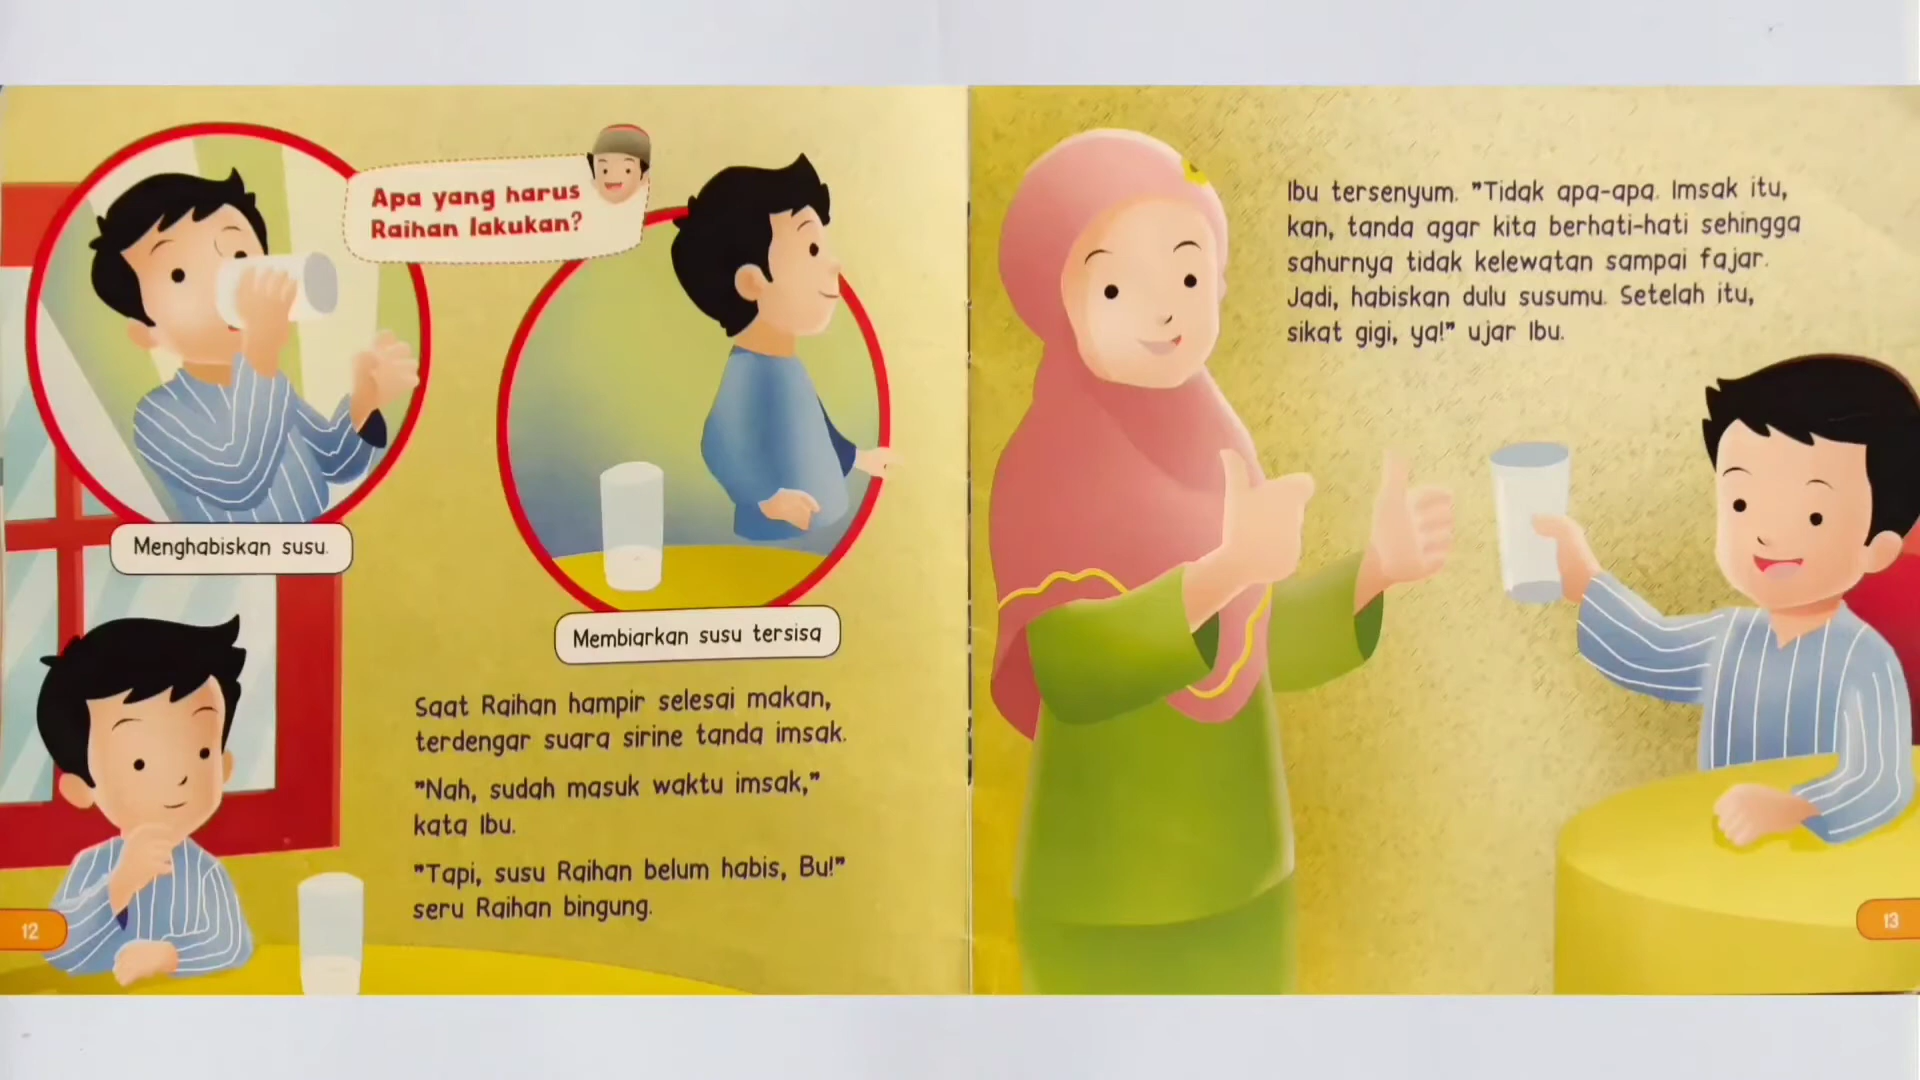 Apa yang harus
Raihan lakukan?
Menghabiskan susu.
Membiarkan susu tersisa
Saat Raihan hampir selesai makan,
terdengar suara sirine tanda imsak.
"Nah, sudah masuk waktu imsak,"
kata Ibu.
"Tapi, susu Raihan belum habis, Bu!"
seru Raihan bingung.
12
Ibu tersenyum. "Tidak apa-apa. Imsak itu,
kan, tanda agar kita berhati-hati sehingga
sahurnya tidak kelewatan sampai fajar.
Jadi, habiskan dulu susumu. Setelah itu,
sikat gigi, ya!" ujar Ibu.
13